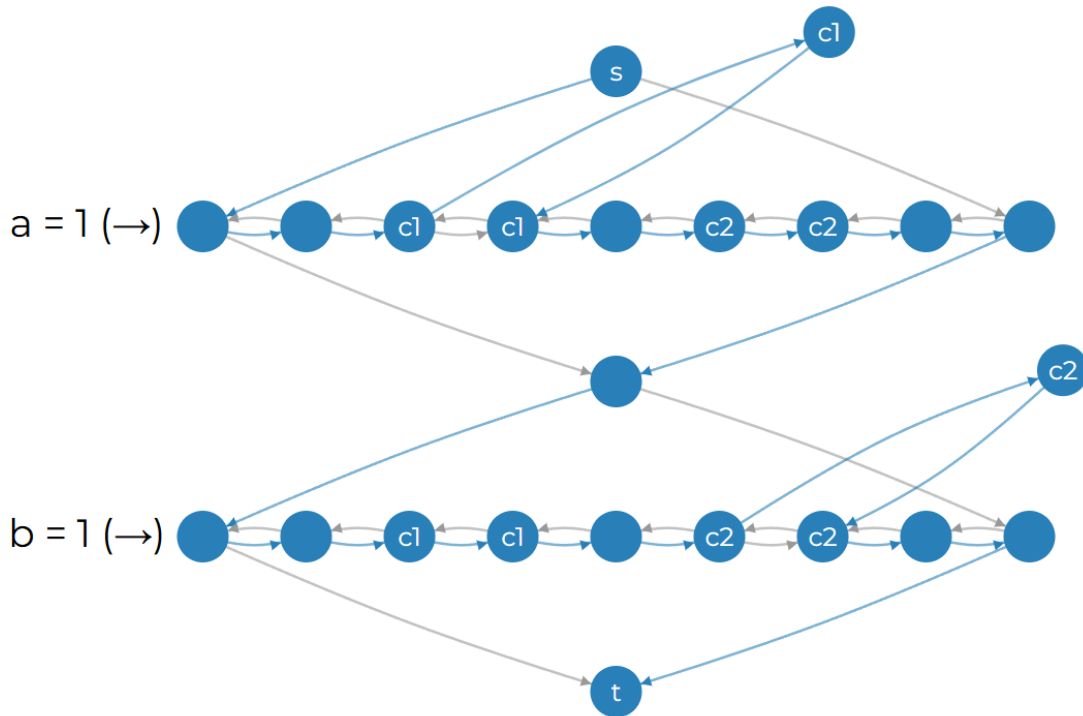 c1
s
a = 1 (→) c1 c1 c2 c2
c2
b = 1 (→) c1 c1 c2 c2
t